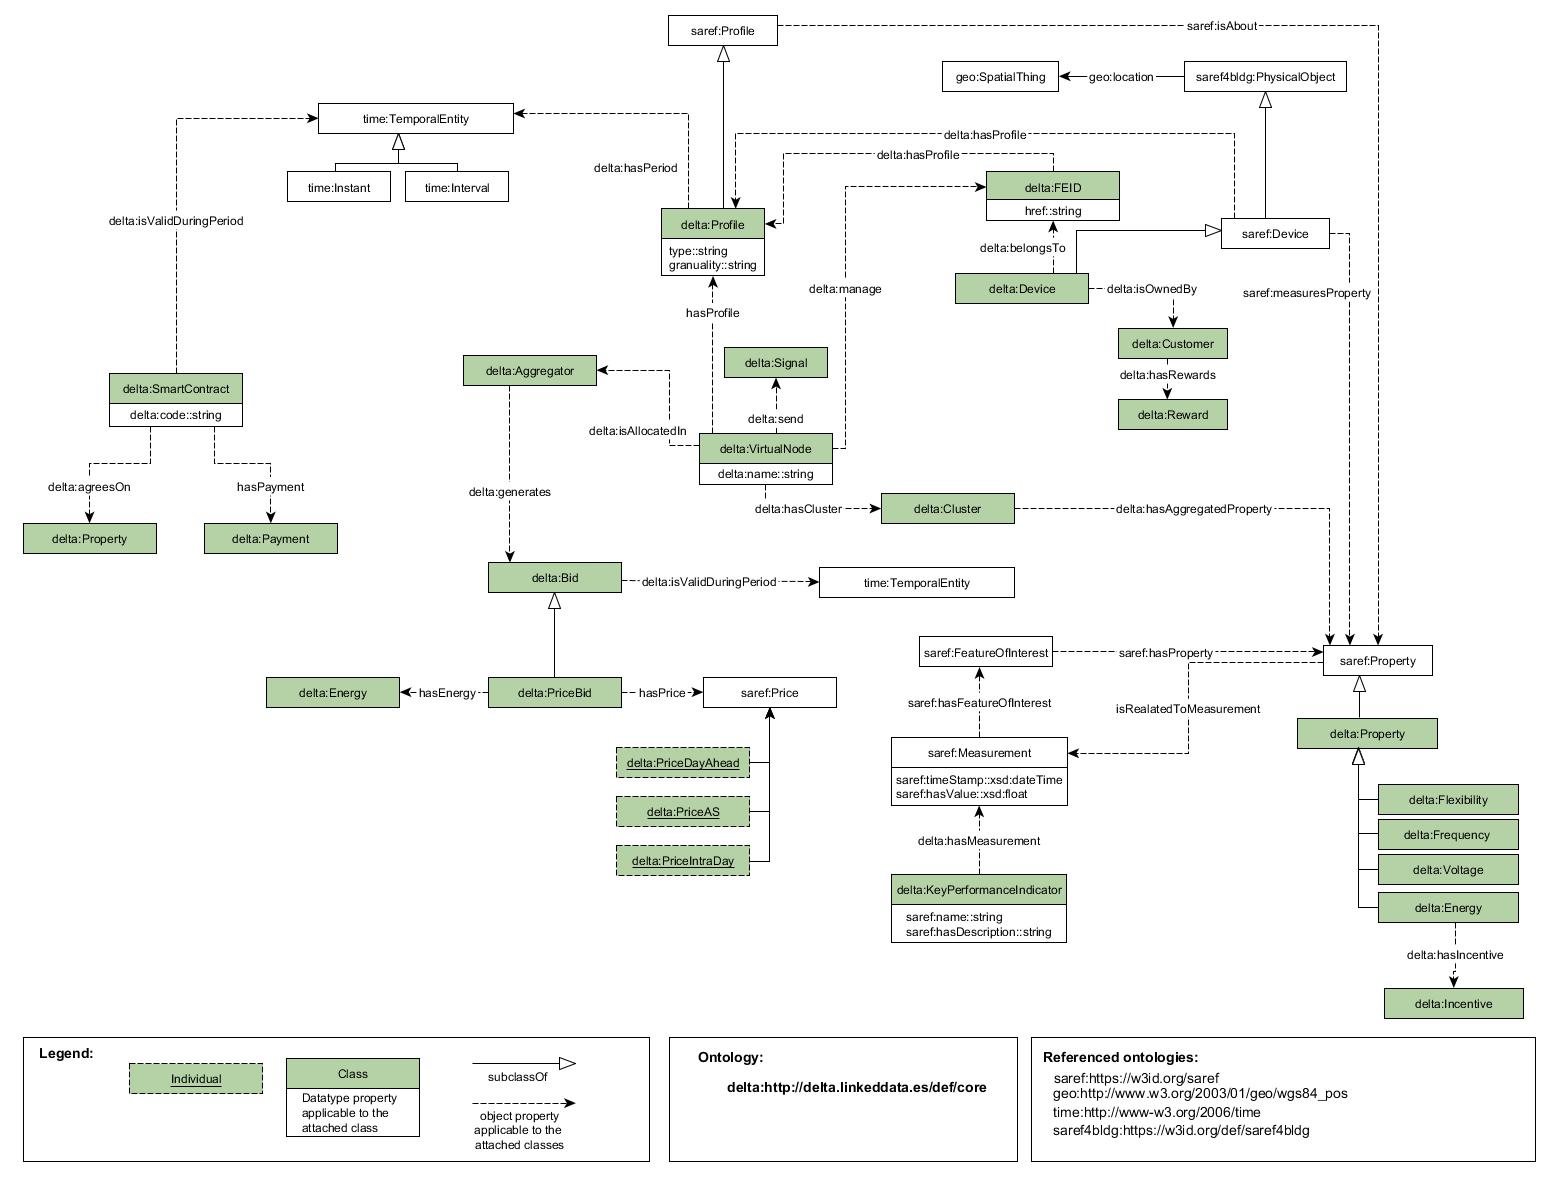 saref:Profile
saref:isAbout
geo:SpatialThing
geo:location
saref4bldg:PhysicalObject
time:TemporalEntity
delta:hasProfile
delta:hasProfile
delta:hasPeriod
time:Instant
time:Interval
delta:FEID
href::string
delta:isValidDuringPeriod
delta:Profile
type::string
granuality::string
saref:Device
delta:belongsTo
delta:manage
delta:Device
delta:isOwnedBy
saref:measuresProperty
hasProfile
delta:Customer
delta:Signal
delta:Aggregator
delta:hasRewards
delta:SmartContract
delta:code::string
delta:send
delta:Reward
delta:isAllocatedIn
delta:VirtualNode
delta:name::string
delta:agreesOn
hasPayment
delta:generates
delta:hasCluster
delta:Cluster
delta:hasAggregatedProperty
delta:Property
delta:Payment
delta:Bid
delta:isValidDuringPeriod
time:TemporalEntity
saref:FeatureOfInterest
saref:hasProperty
saref:Property
delta:Energy
hasEnergy
delta:PriceBid
hasPrice
saref:Price
saref:hasFeatureOfInterest
isRealatedToMeasurement
delta:Property
delta:PriceDayAhead
saref:Measurement
saref:timeStamp::xsd:dateTime
saref:hasValue::xsd:float
delta:Flexibility
delta:PriceAS
delta:Frequency
delta:hasMeasurement
delta:PriceIntraDay
delta:Voltage
delta:KeyPerformanceIndicator
saref:name::string
saref:hasDescription::string
delta:Energy
delta:hasIncentive
delta:Incentive
Legend:
Individual
Class
Datatype property
applicable to the
attached class
subclassOf
object property
applicable to the
attached classes
Ontology:
delta:http://delta.linkeddata.es/def/core
Referenced ontologies:
saref:https://w3id.org/saref
geo:http://www.w3.org/2003/01/geo/wgs84_pos
time:http://www-w3.org/2006/time
saref4bldg:https://w3id.org/def/saref4bldg